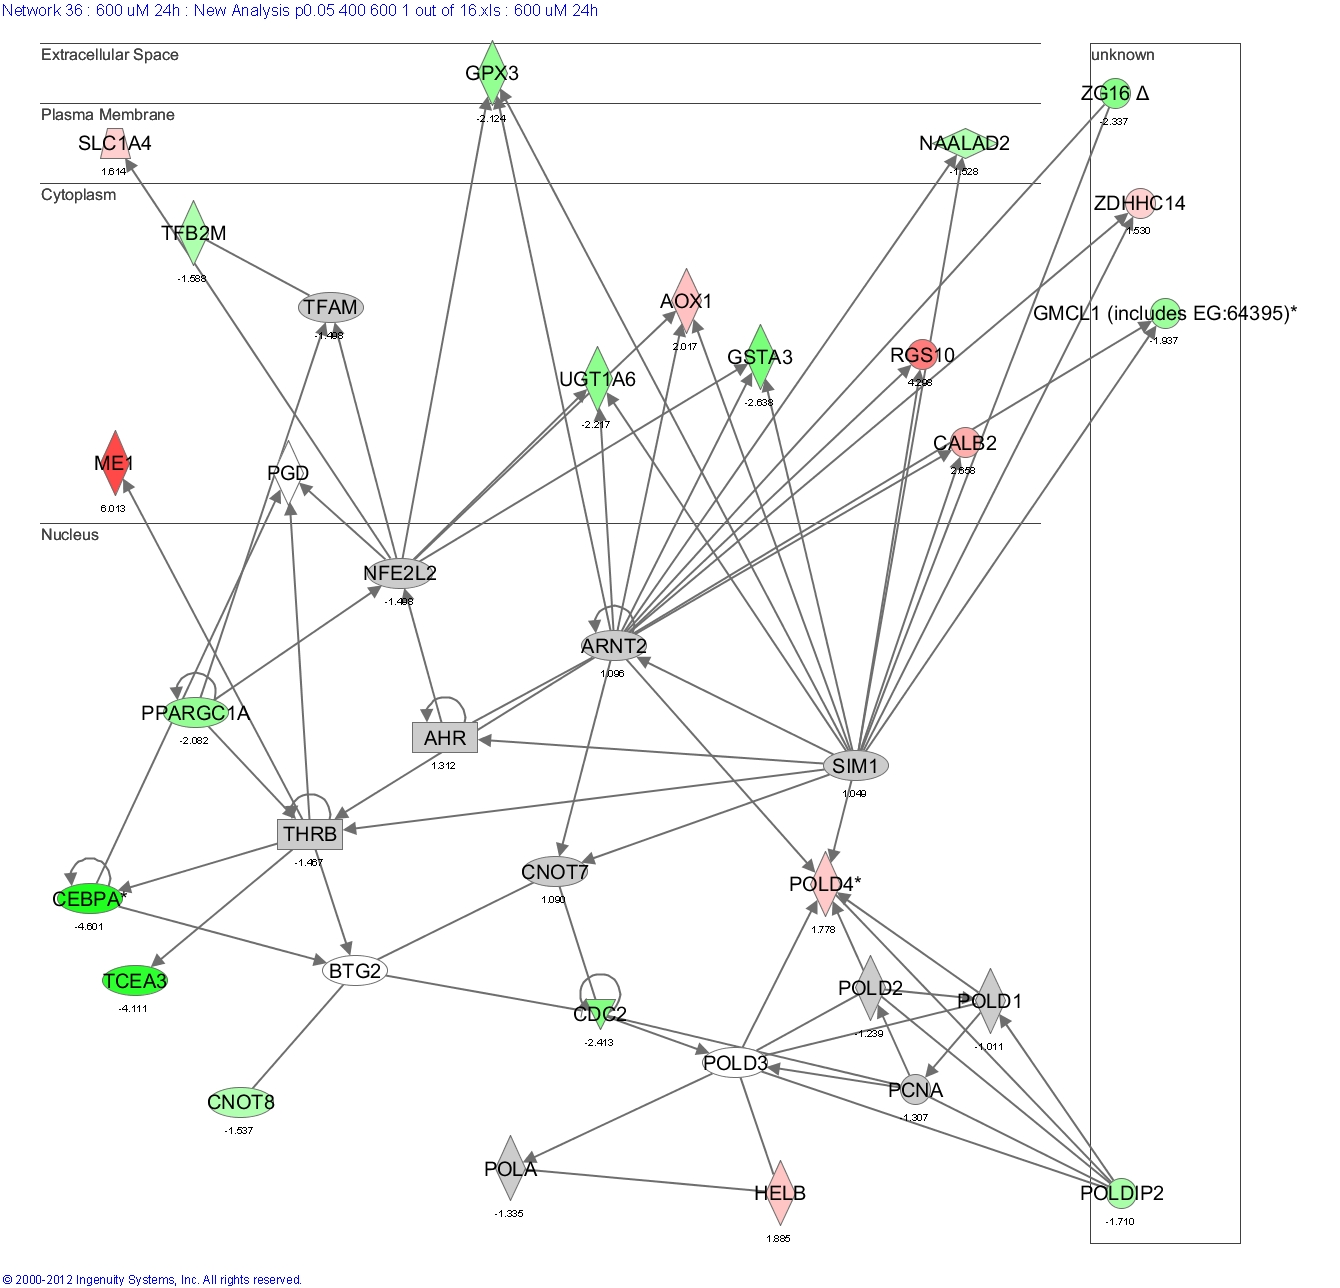 Network 36 : 600 uM 24h : New Analysis p0.05 400 600 1 out of 16.xls : 600 uM 24h
Extracellular Space
unknown
GPX3
-2.124
ZG16 Δ
-2.337
Plasma Membrane
SLC1A4
1.614
NAALAD2
-1.528
Cytoplasm
ZDHHC14
1.530
TFB2M
-1.588
TFAM
-1.498
AOX1
2.017
GMCL1 (includes EG:64395)*
-1.937
GSTA3
-2.638
RGS10
4.298
UGT1A6
-2.217
CALB2
2.658
ME1
6.013
PGD
Nucleus
NFE2L2
-1.498
ARNT2
1.096
PPARGC1A
-2.082
AHR
1.312
SIM1
1.049
THRB
-1.467
CNOT7
1.090
POLD4*
1.778
CEBPA*
-4.601
TCEA3
-4.111
BTG2
POLD2
-1.239
POLD1
-1.011
CDC2
-2.413
POLD3
PCNA
-1.307
CNOT8
-1.537
POLA
-1.335
HELB
1.885
POLDIP2
-1.710
© 2000-2012 Ingenuity Systems, Inc. All rights reserved.